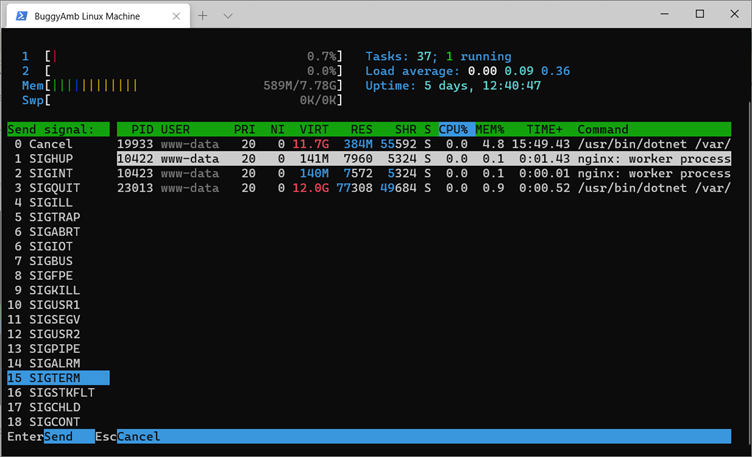 BuggyAmb Linux Machine
1 [| 0.7%] Tasks: 37; 1 running
2 [ 0.0%] Load average: 0.00 0.09 0.36
Mem[||||||||||||| 589M/7.78G] Uptime: 5 days, 12:40:47
Swp[ 0K/0K]
Send signal: PID USER PRI NI VIRT RES SHR S CPU% MEM% TIME+ Command
0 Cancel 19933 www-data 20 0 11.7G 384M 55592 S 0.0 4.8 15:49.43 /usr/bin/dotnet /var/
1 SIGHUP 10422 www-data 20 0 141M 7960 5324 S 0.0 0.1 0:01.43 nginx: worker process
2 SIGINT 10423 www-data 20 0 140M 7572 5324 S 0.0 0.1 0:00.01 nginx: worker process
3 SIGQUIT 23013 www-data 20 0 12.0G 77308 49684 S 0.0 0.9 0:00.52 /usr/bin/dotnet /var/
4 SIGILL
5 SIGTRAP
6 SIGABRT
6 SIGIOT
7 SIGBUS
8 SIGFPE
9 SIGKILL
10 SIGUSR1
11 SIGSEGV
12 SIGUSR2
13 SIGPIPE
14 SIGALRM
15 SIGTERM
16 SIGSTKFLT
17 SIGCHLD
18 SIGCONT
EnterSend EscCancel